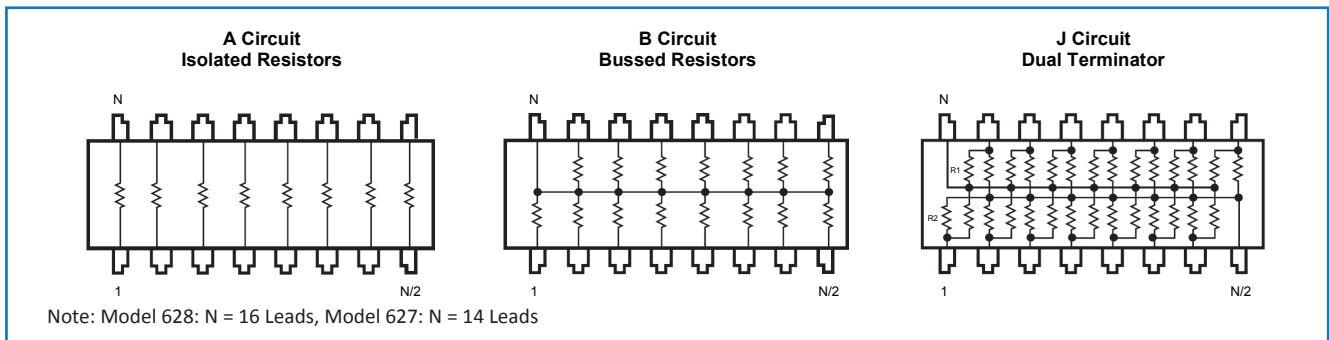 A Circuit
Isolated Resistors
B Circuit
Bussed Resistors
J Circuit
Dual Terminator
N
N
N
R1
R2
1
N/2
1
N/2
1
N/2
Note: Model 628: N = 16 Leads, Model 627: N = 14 Leads